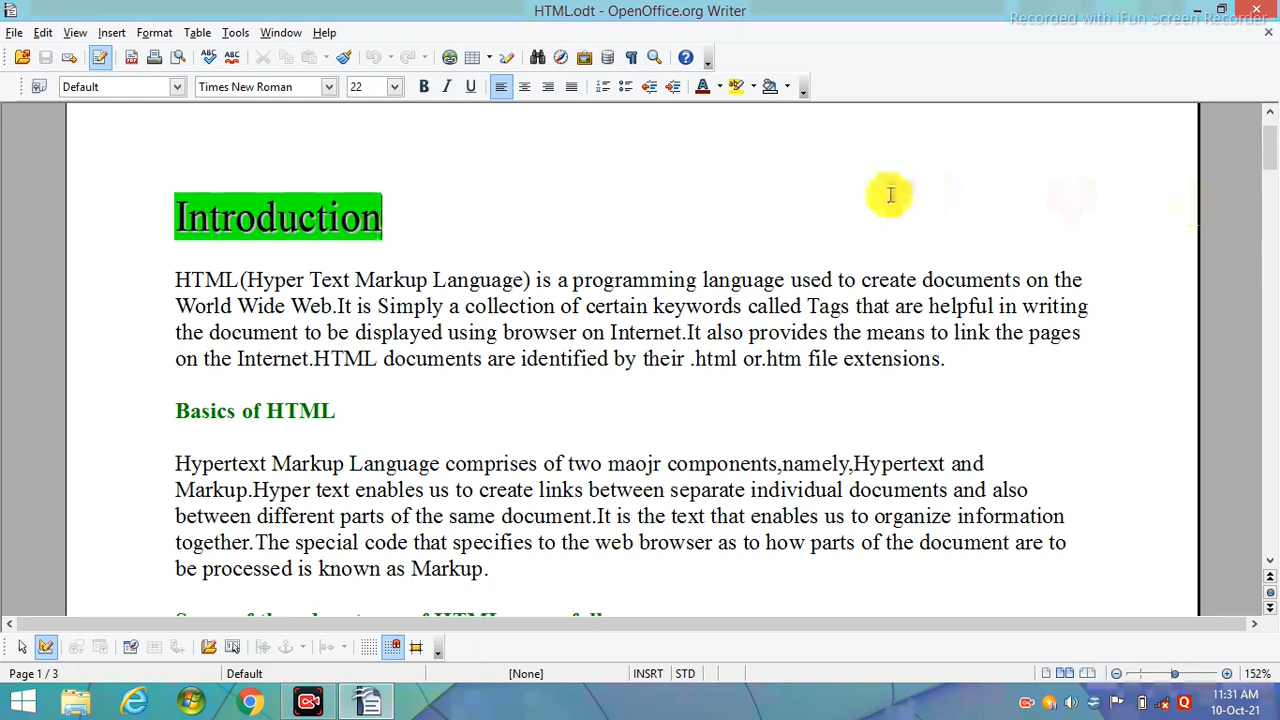 HTML.odt - OpenOffice.org Writer
Recorded with iFun Screen Recorder
File Edit View Insert Format Table Tools Window Help
Default Times New Roman 22
Introduction
HTML(Hyper Text Markup Language) is a programming language used to create documents on the
World Wide Web.It is Simply a collection of certain keywords called Tags that are helpful in writing
the document to be displayed using browser on Internet.It also provides the means to link the pages
on the Internet.HTML documents are identified by their .html or.htm file extensions.
Basics of HTML
Hypertext Markup Language comprises of two maojr components,namely,Hypertext and
Markup.Hyper text enables us to create links between separate individual documents and also
between different parts of the same document.It is the text that enables us to organize information
together.The special code that specifies to the web browser as to how parts of the document are to
be processed is known as Markup.
Page 1 / 3 Default [None] INSRT STD 152%
11:31 AM
10-Oct-21